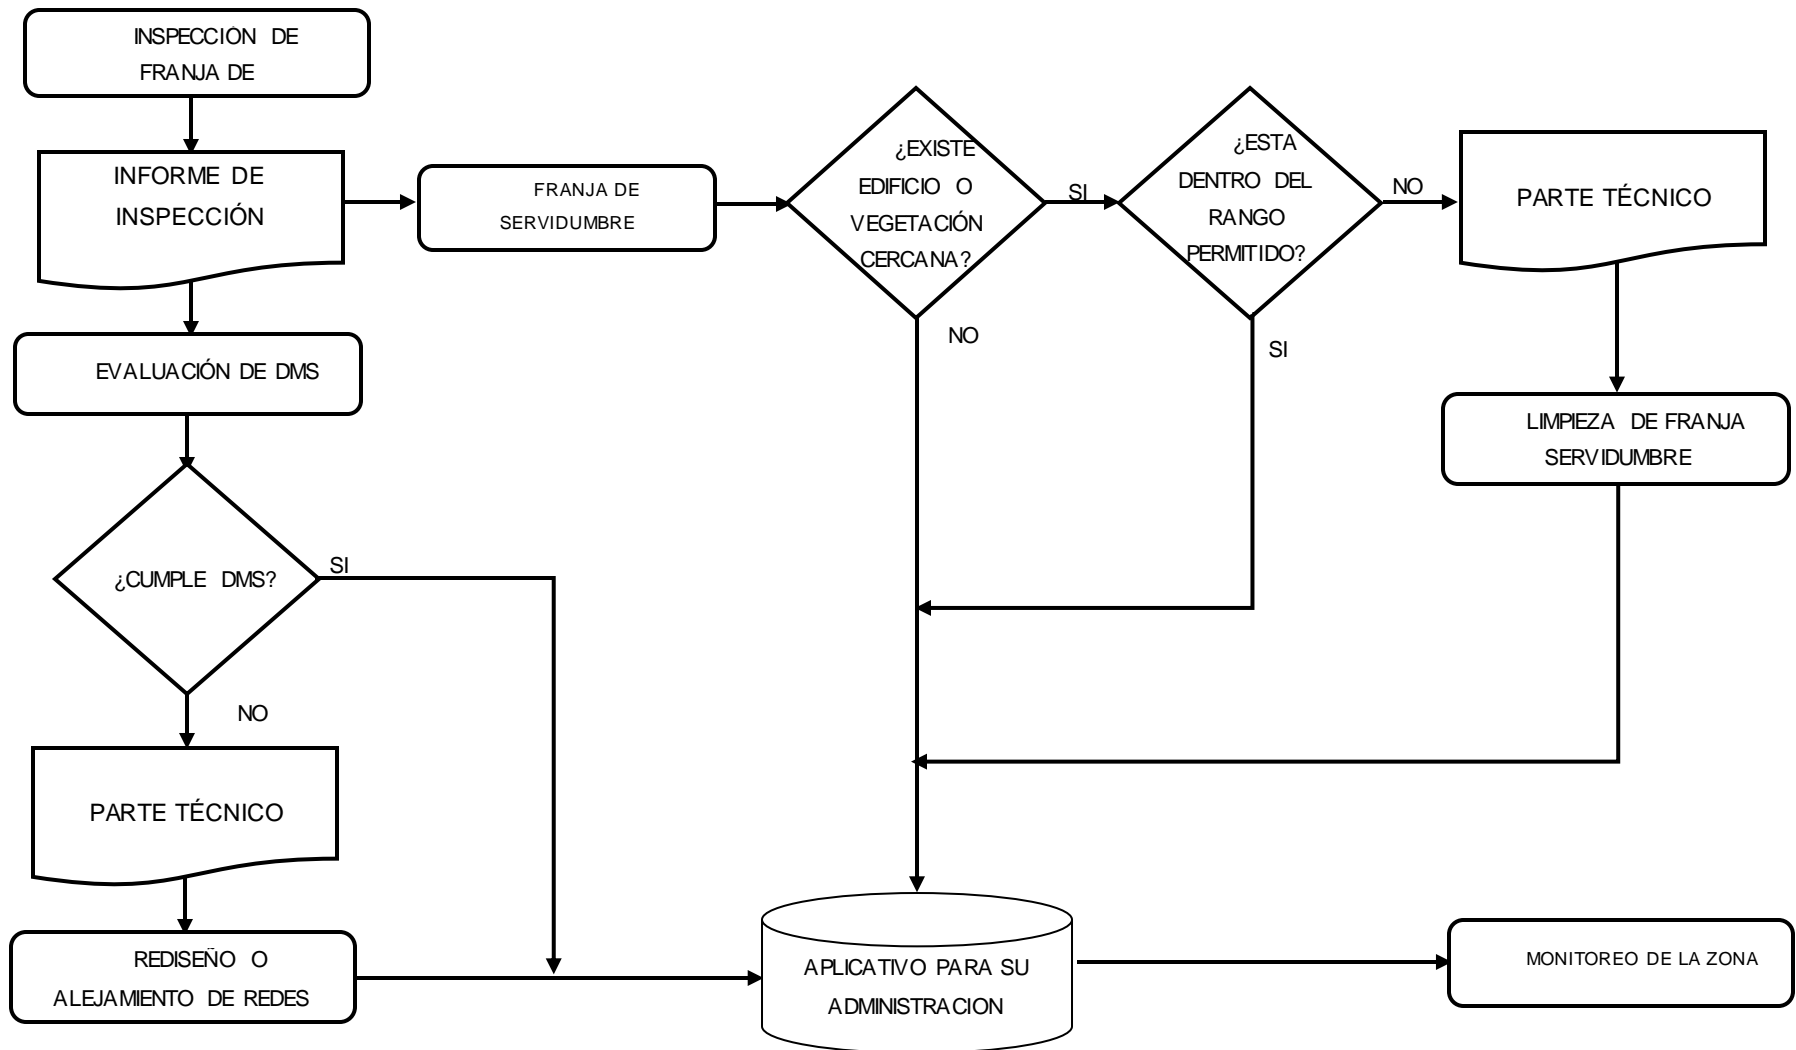 INSPECCIÓN DE
FRANJA DE
INFORME DE
INSPECCIÓN
FRANJA DE
SERVIDUMBRE
¿EXISTE
EDIFICIO O
VEGETACIÓN
CERCANA?
SI
NO
¿ESTA
DENTRO DEL
RANGO
PERMITIDO?
NO
SI
PARTE TÉCNICO
LIMPIEZA DE FRANJA
SERVIDUMBRE
EVALUACIÓN DE DMS
¿CUMPLE DMS?
SI
NO
PARTE TÉCNICO
REDISEÑO O
ALEJAMIENTO DE REDES
APLICATIVO PARA SU
ADMINISTRACION
MONITOREO DE LA ZONA